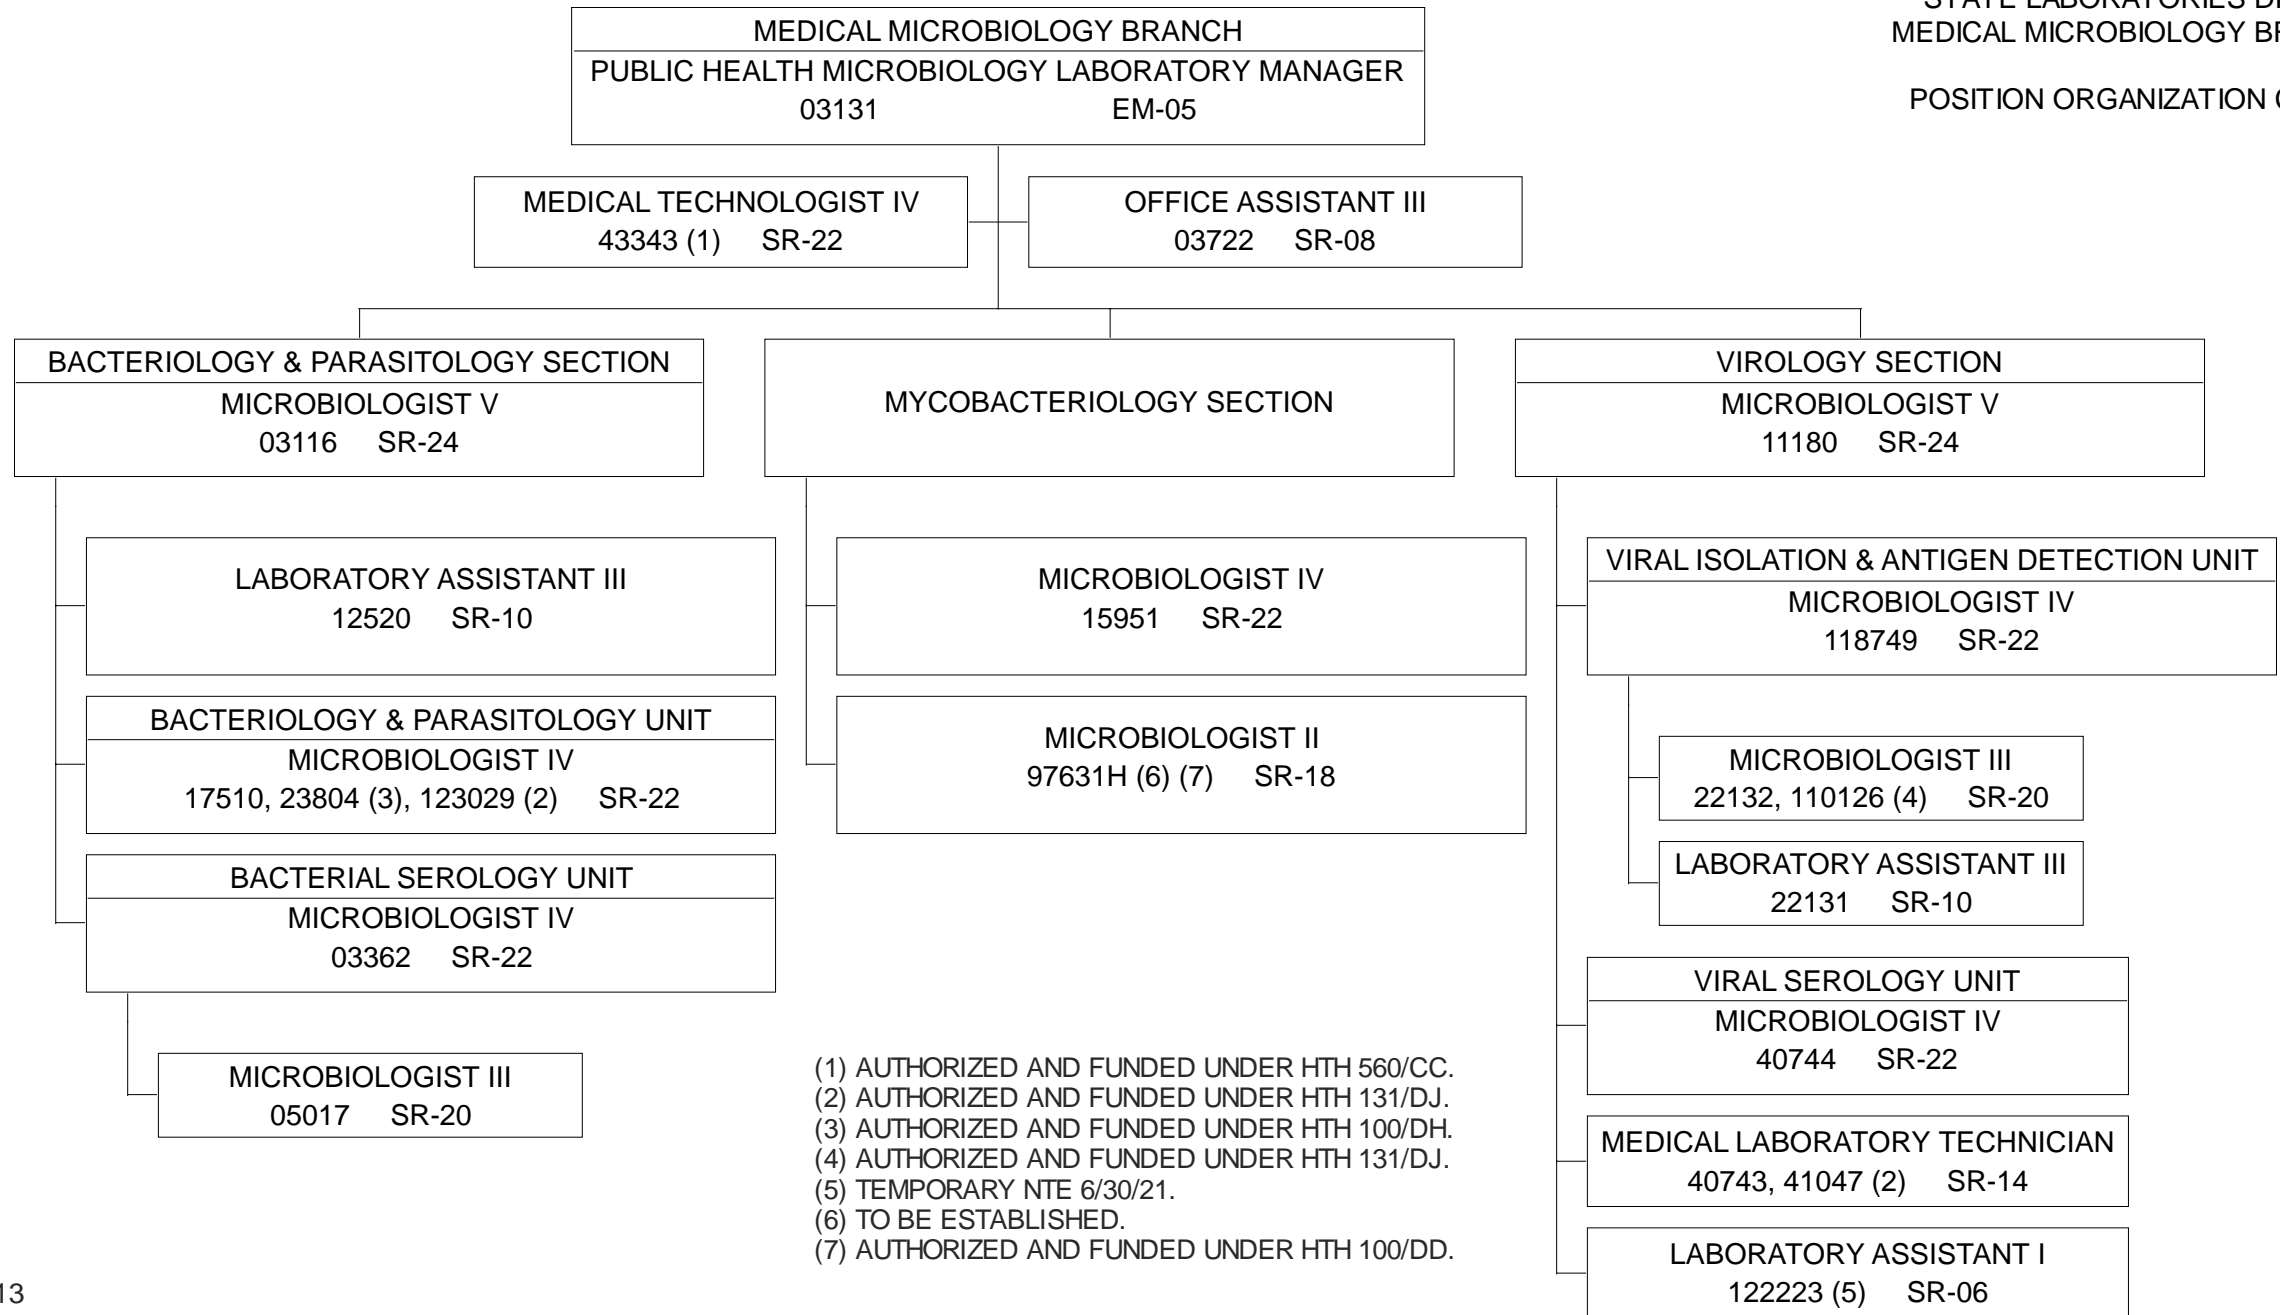 STATE LABORATORIES
MEDICAL MICROBIOLOGY
POSITION ORGANIZATION
MEDICAL MICROBIOLOGY BRANCH
PUBLIC HEALTH MICROBIOLOGY LABORATORY MANAGER
03131 EM-05
MEDICAL TECHNOLOGIST IV
43343 (1) SR-22
OFFICE ASSISTANT III
03722 SR-08
BACTERIOLOGY & PARASITOLOGY SECTION
MICROBIOLOGIST V
03116 SR-24
LABORATORY ASSISTANT III
12520 SR-10
BACTERIOLOGY & PARASITOLOGY UNIT
MICROBIOLOGIST IV
17510, 23804 (3), 123029 (2) SR-22
BACTERIAL SEROLOGY UNIT
MICROBIOLOGIST IV
03362 SR-22
MICROBIOLOGIST III
05017 SR-20
MYCOBACTERIOLOGY SECTION
MICROBIOLOGIST IV
15951 SR-22
MICROBIOLOGIST II
97631H (6) (7) SR-18
VIROLOGY SECTION
MICROBIOLOGIST V
11180 SR-24
VIRAL ISOLATION & ANTIGEN DETECTION UNIT
MICROBIOLOGIST IV
118749 SR-22
MICROBIOLOGIST III
22132, 110126 (4) SR-20
LABORATORY ASSISTANT III
22131 SR-10
VIRAL SEROLOGY UNIT
MICROBIOLOGIST IV
40744 SR-22
MEDICAL LABORATORY TECHNICIAN
40743, 41047 (2) SR-14
LABORATORY ASSISTANT I
122223 (5) SR-06
(1) AUTHORIZED AND FUNDED UNDER HTH 560/CC.
(2) AUTHORIZED AND FUNDED UNDER HTH 131/DJ.
(3) AUTHORIZED AND FUNDED UNDER HTH 100/DH.
(4) AUTHORIZED AND FUNDED UNDER HTH 131/DJ.
(5) TEMPORARY NTE 6/30/21.
(6) TO BE ESTABLISHED.
(7) AUTHORIZED AND FUNDED UNDER HTH 100/DD.
13